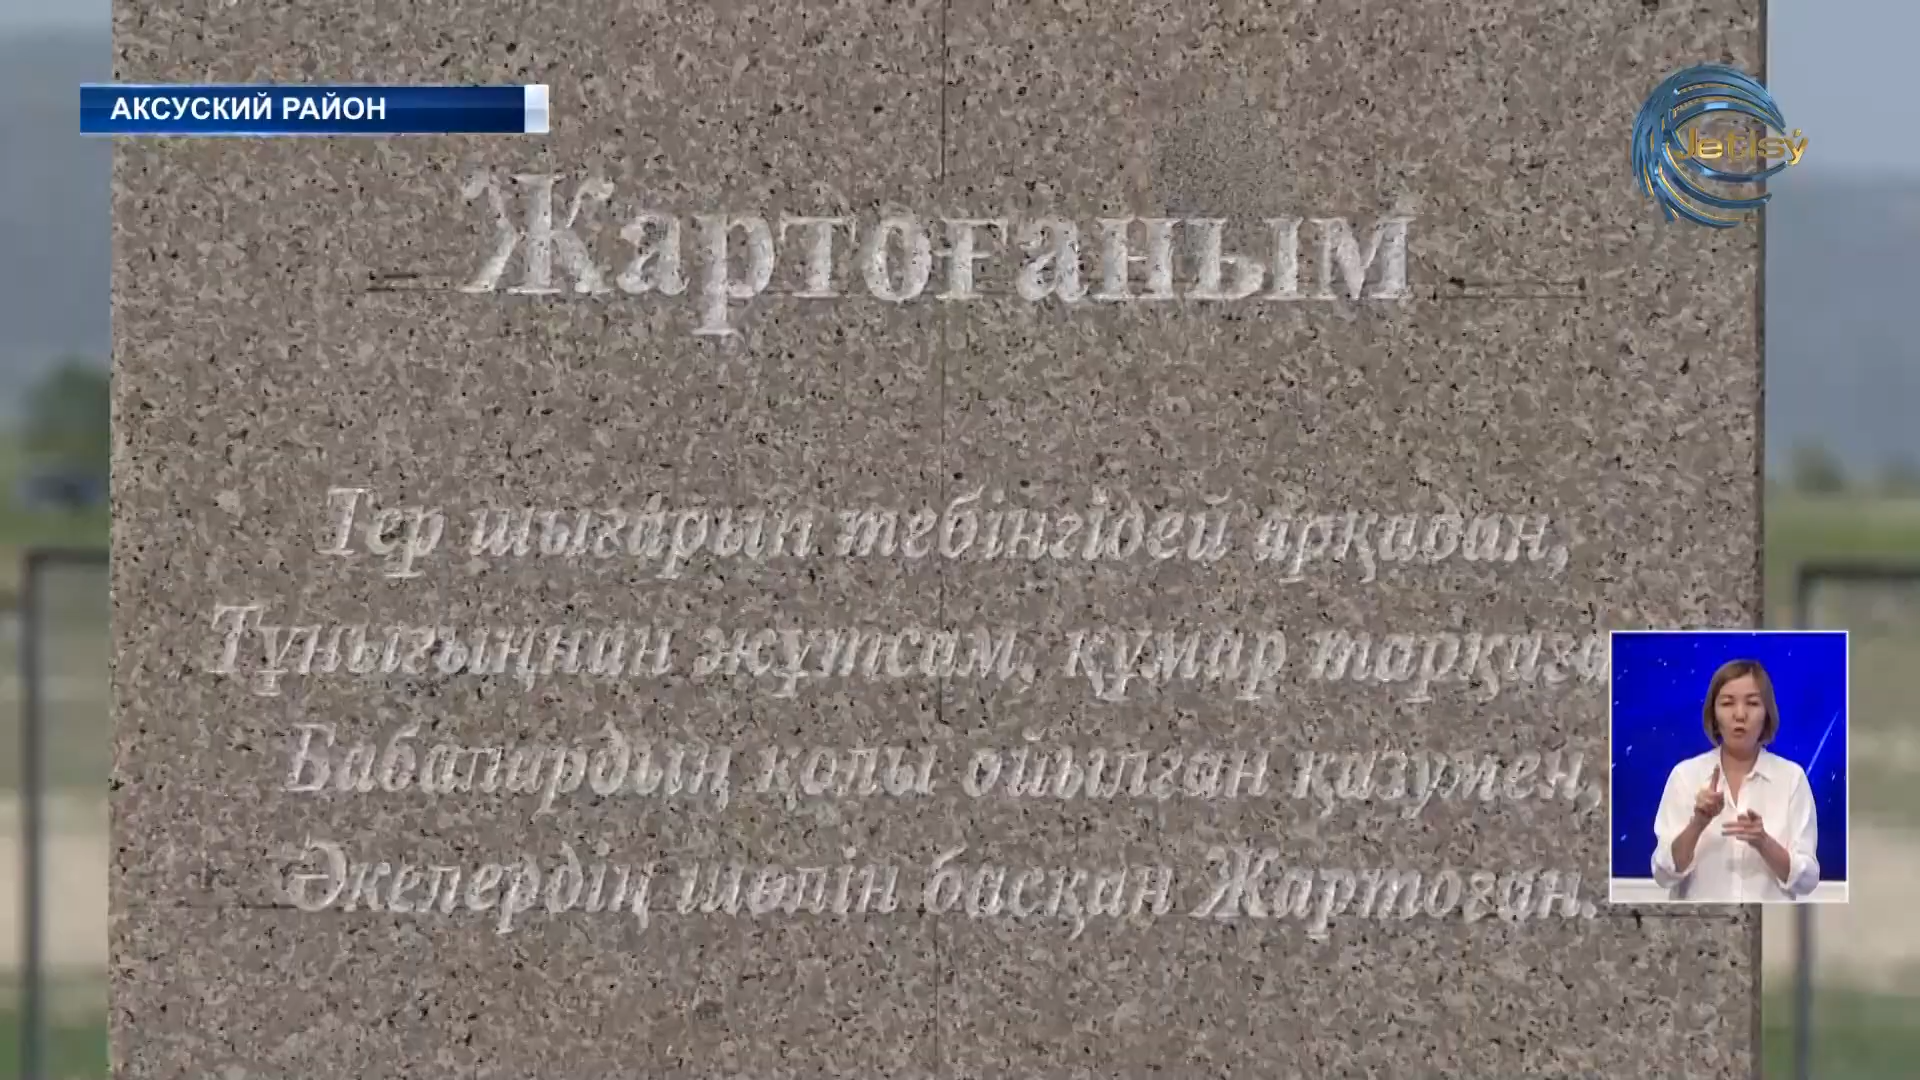 АКСУСКИЙ РАЙОН
Jetisý
Жартоғаным
Тер шығарып тебінгідей арқадан,
Тұнығыңнан жұтсам, құмар тарқаға
Бабалардың қолы ойылған қазумен,
Әкелердің шөлін басқан Жартоған.